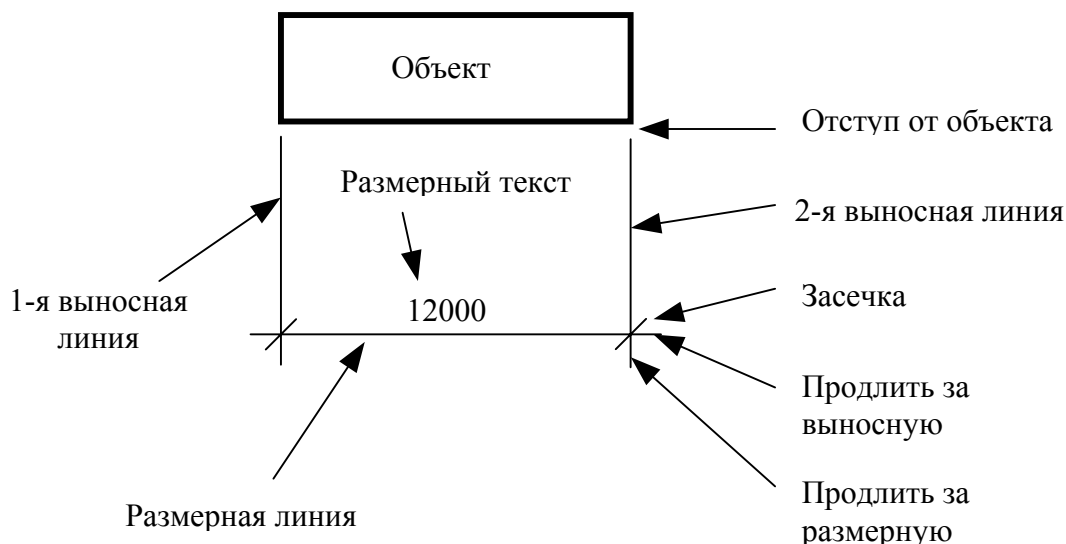 Объект
Отступ от объекта
Размерный текст
2-я выносная линия
1-я выносная
линия
12000
Засечка
Продлить за
выносную
Размерная линия
Продлить за
размерную